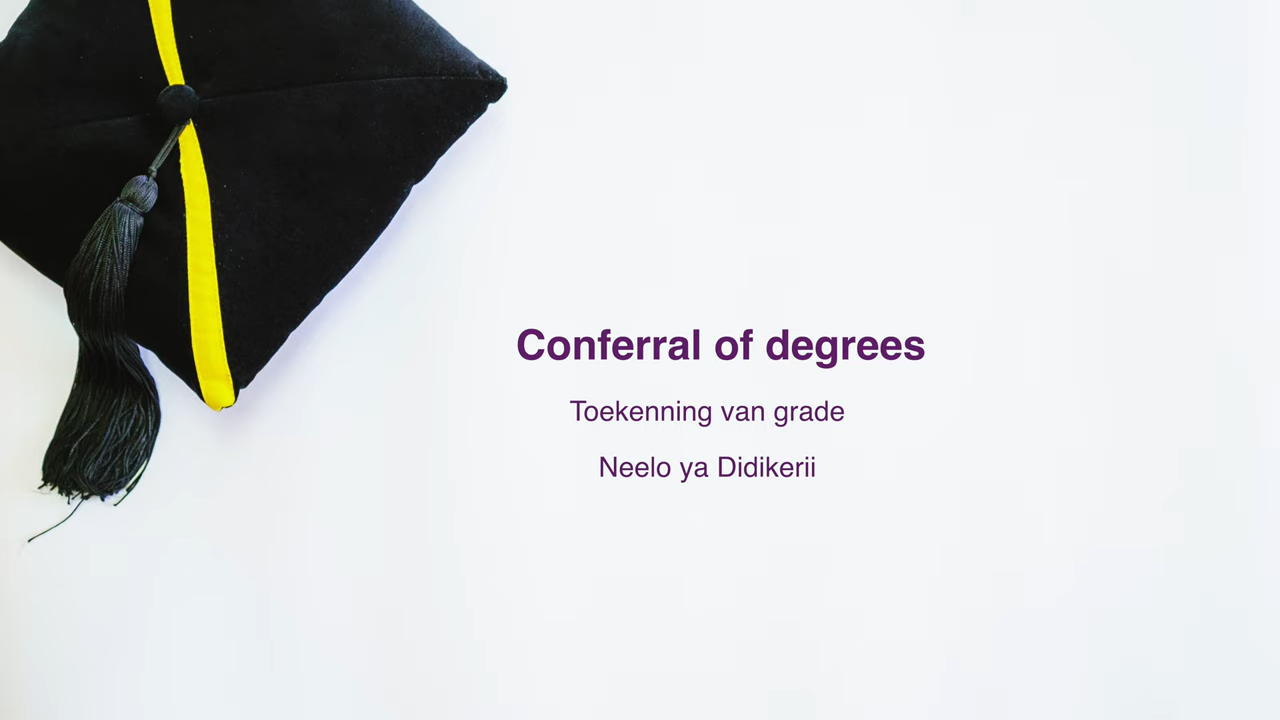 Conferral of degrees
Toekenning van grade
Neelo ya Didikerii